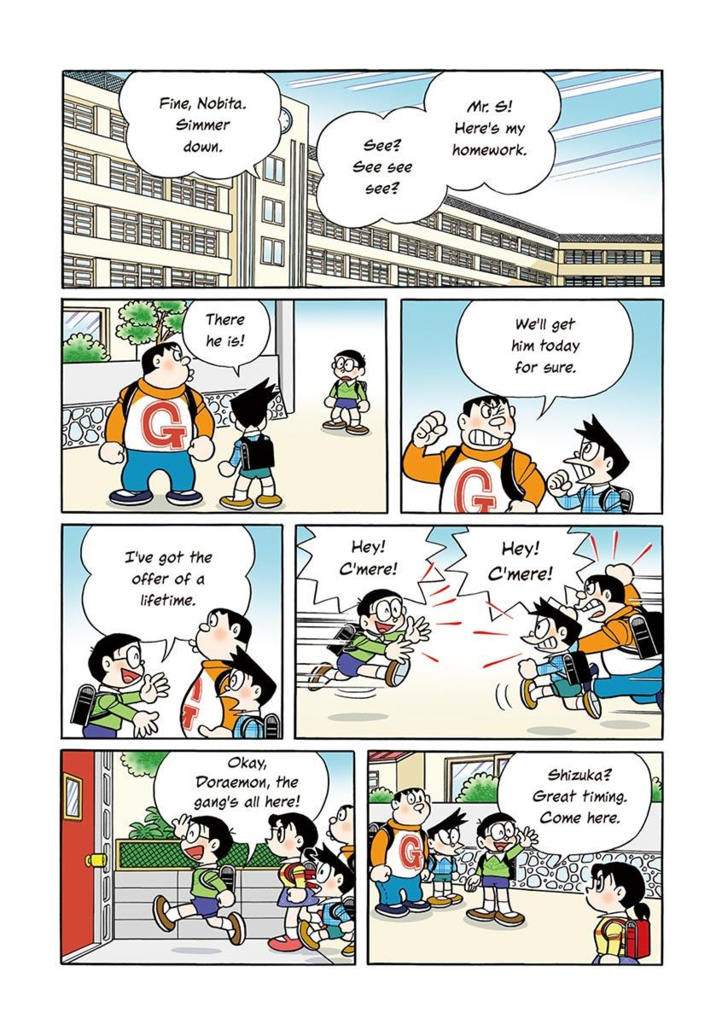 Mr. S!
Here's my
homework.
See?
See see
see?
Fine, Nobita.
Simmer
down.
We'll get
him today
for sure.
G
There
he is!
G
Hey!
C'mere!
Hey!
C'mere!
I've got the
offer of a
lifetime.
Shizuka?
Great timing.
Come here.
G
Okay,
Doraemon, the
gang's all here!